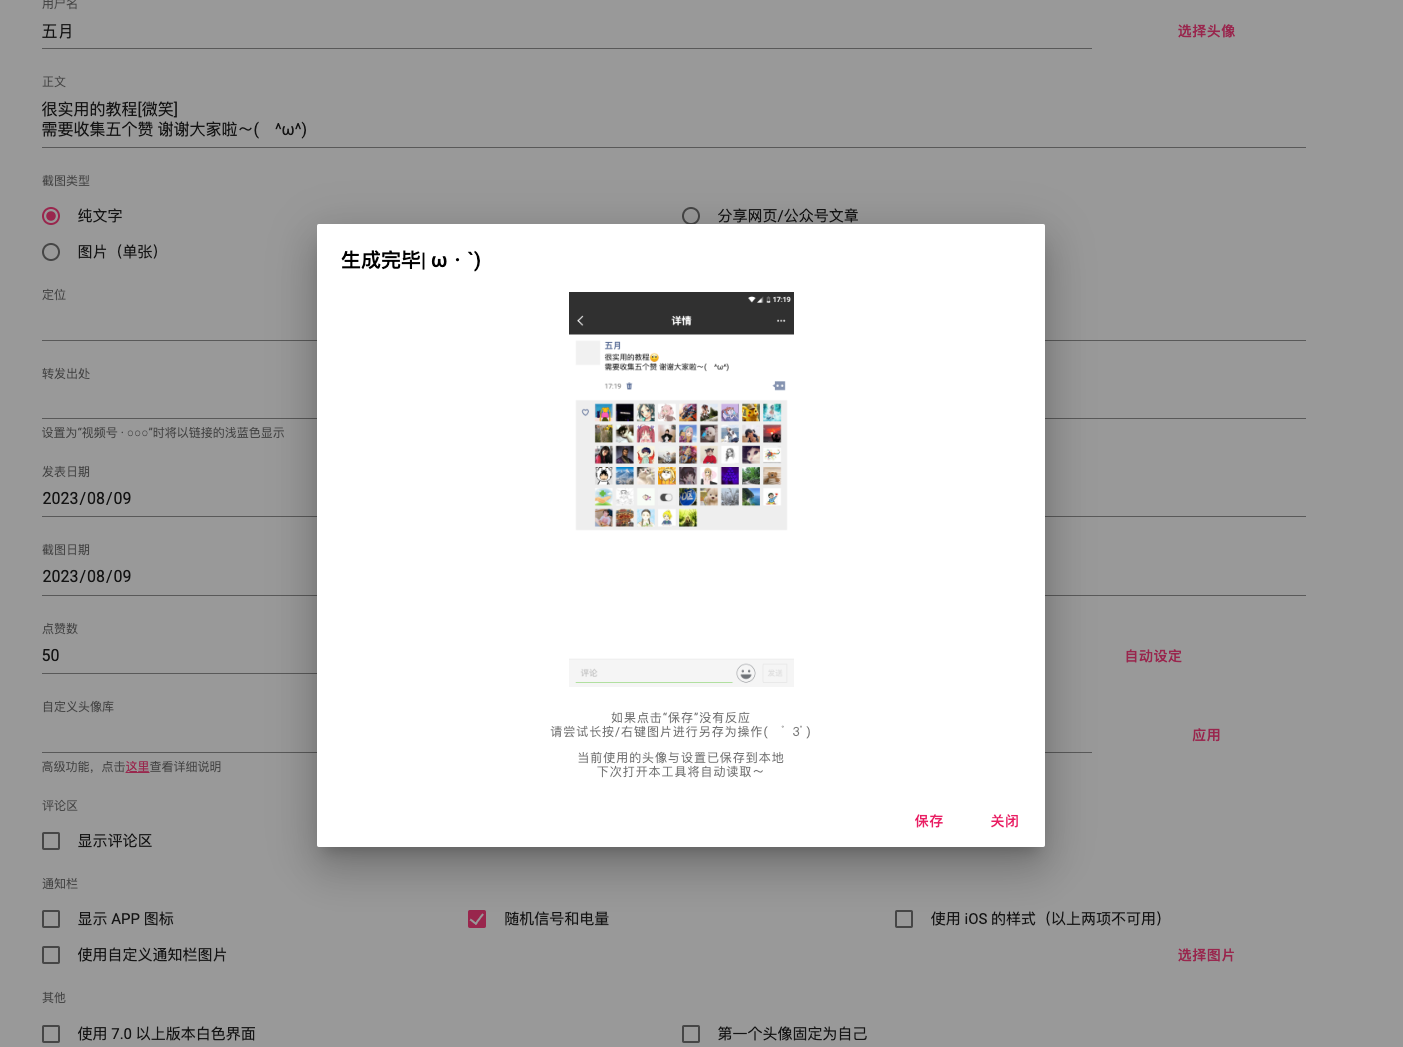 用户名
五月
选择头像
正文
很实用的教程[微笑]
需要收集五个赞 谢谢大家啦～(　^ω^)
截图类型
纯文字
分享网页/公众号文章
图片（单张）
定位
转发出处
设置为“视频号 · ○○○”时将以链接的浅蓝色显示
发表日期
2023/08/09
截图日期
2023/08/09
点赞数
50
自动设定
自定义头像库
应用
高级功能，点击这里查看详细说明
评论区
显示评论区
通知栏
显示 APP 图标
随机信号和电量
使用 iOS 的样式（以上两项不可用）
使用自定义通知栏图片
选择图片
其他
使用 7.0 以上版本白色界面
第一个头像固定为自己
生成完毕| ω · `)
17:19
详情
五月
很实用的教程
需要收集五个赞 谢谢大家啦～(　^ω^)
17:19
评论
发送
如果点击“保存”没有反应
请尝试长按/右键图片进行另存为操作(　゜3゜)
当前使用的头像与设置已保存到本地
下次打开本工具将自动读取～
保存
关闭